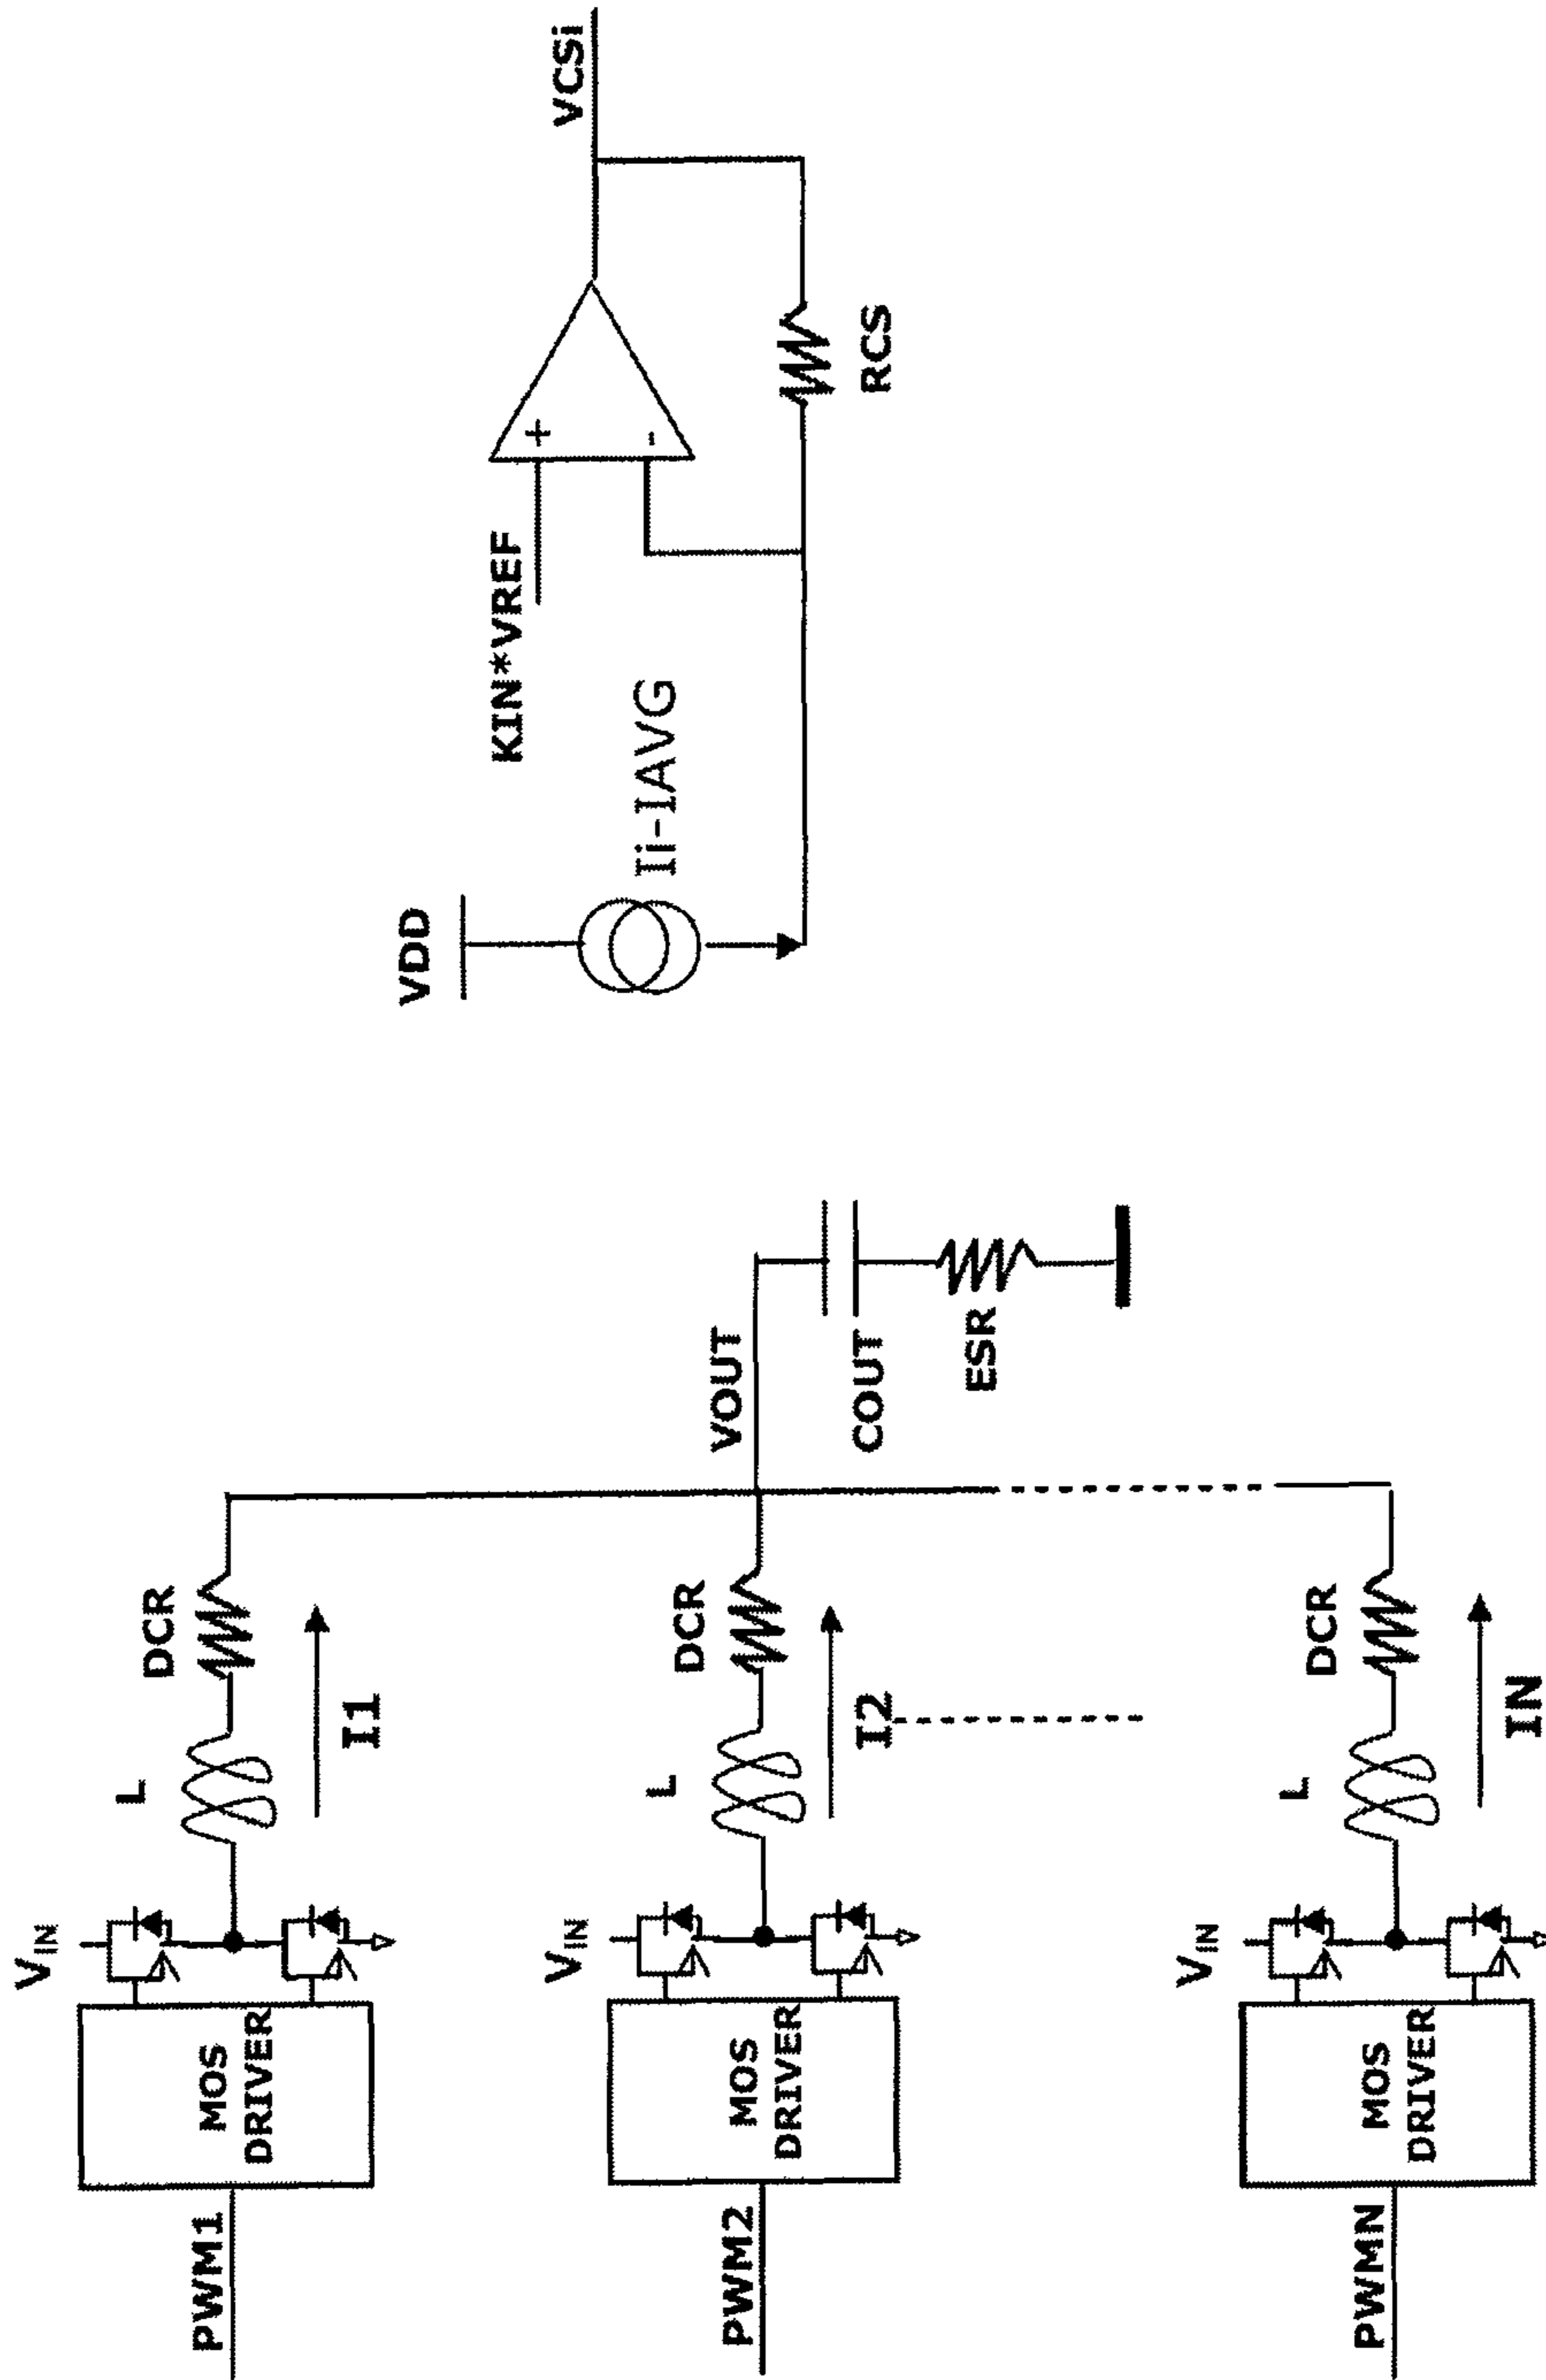 PWM1
MOS
DRIVER
VIN
L
DCR
I1
PWM2
MOS
DRIVER
VIN
L
DCR
I2
VOUT
COUT
ESR
PWMN
MOS
DRIVER
VIN
L
DCR
IN
VDD
Ii-IAVG
KIN*VREF
+
-
RCS
VCSi